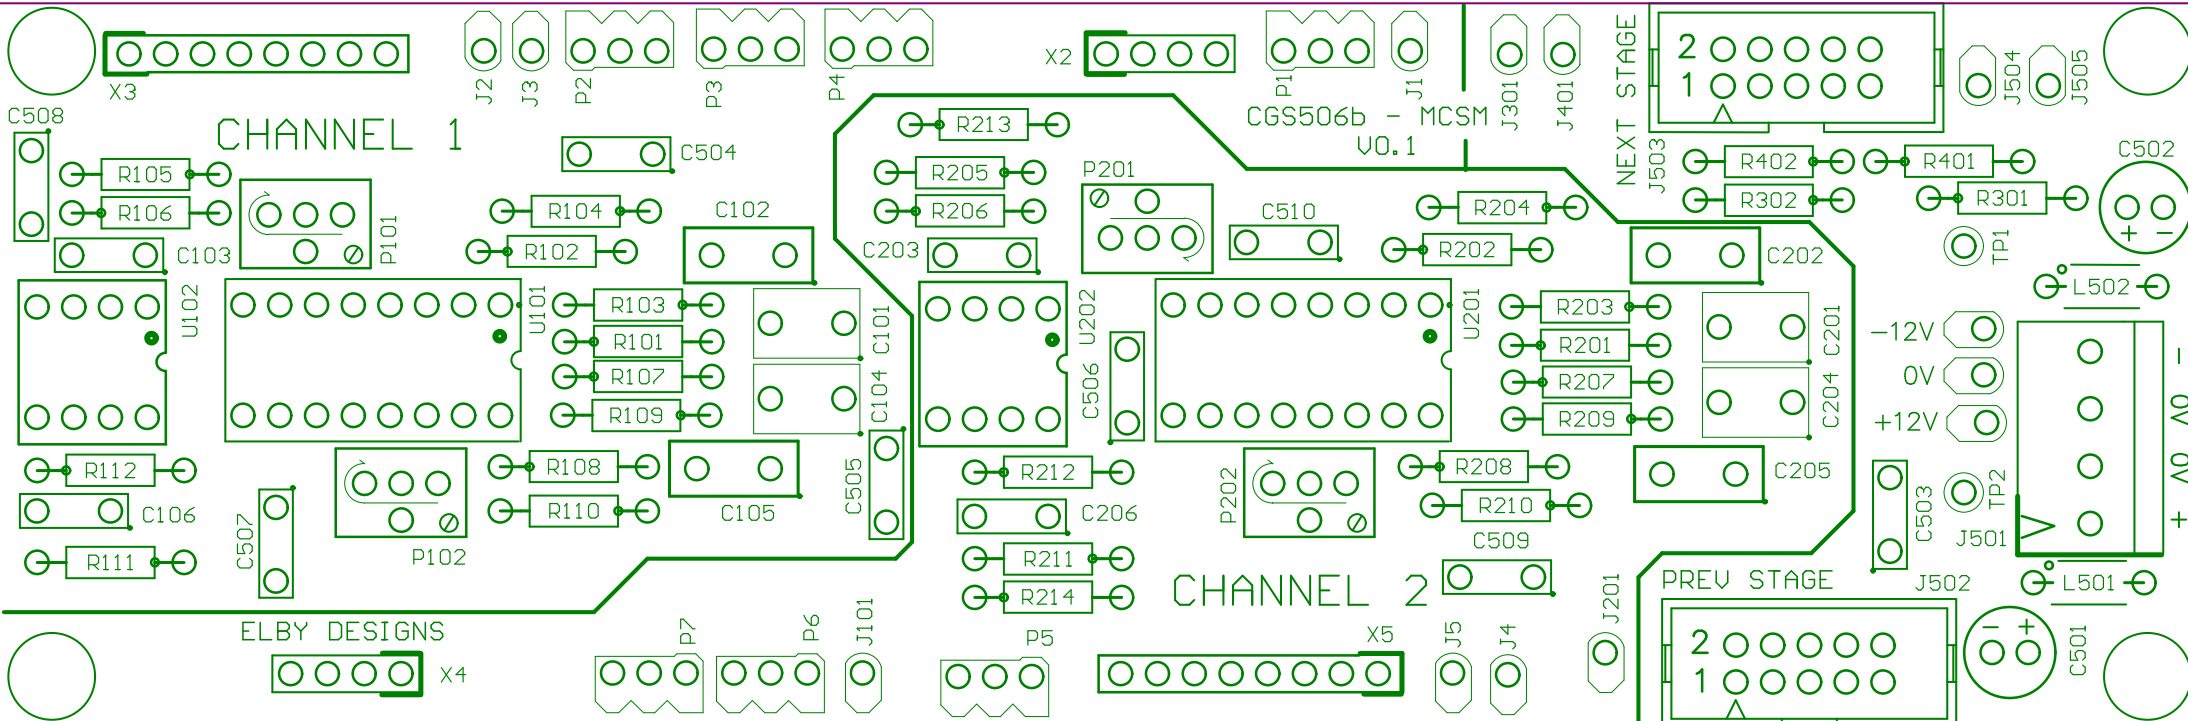 X3
J2
J3
P2
P3
P4
X2
P1
J1
J301
J401
NEXT STAGE
2
1
J504
J505
C508
CHANNEL 1
C504
R213
CGS506b - MCSM
V0.1
J503
R402
R401
C502
R105
R106
P101
R104
C102
R205
R206
P201
C510
R204
R302
R301
+ -
C103
R102
C203
R202
C202
TP1
L502
U102
U101
R103
R101
R107
R109
C101
C104
U202
C506
U201
R203
R201
R207
R209
C201
C204
-12V
0V
+12V
- 0V 0V +
R112
C106
R111
C507
P102
R108
R110
C105
C505
R212
C206
R211
R214
P202
R208
R210
C509
C205
C503
TP2
J501
CHANNEL 2
J201
PREV STAGE
J502
L501
ELBY DESIGNS
X4
P7
P6
J101
P5
X5
J5
J4
2
1
- +
C501